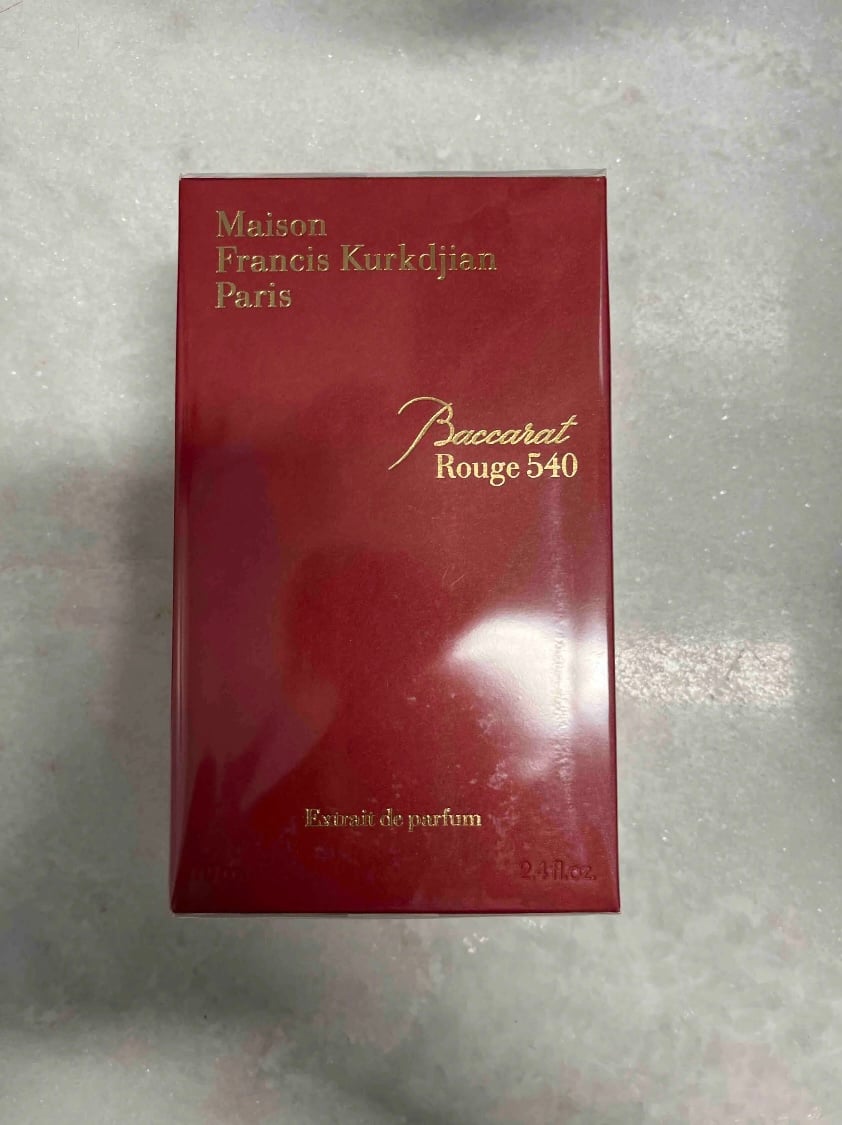 Maison
Francis Kurkdjian
Paris
Baccarat
Rouge 540
Extrait de parfum
2.4 fl.oz.